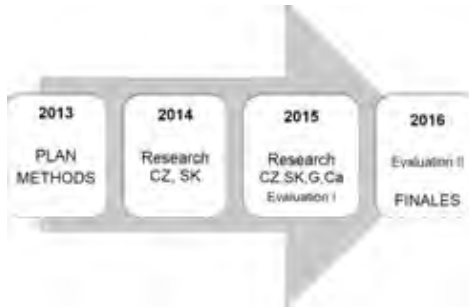 2013
PLAN
METHODS
2014
Research
CZ, SK
2015
Research
CZ,SK,G,Ca
Evaluation I
2016
Evaluation II
FINALES